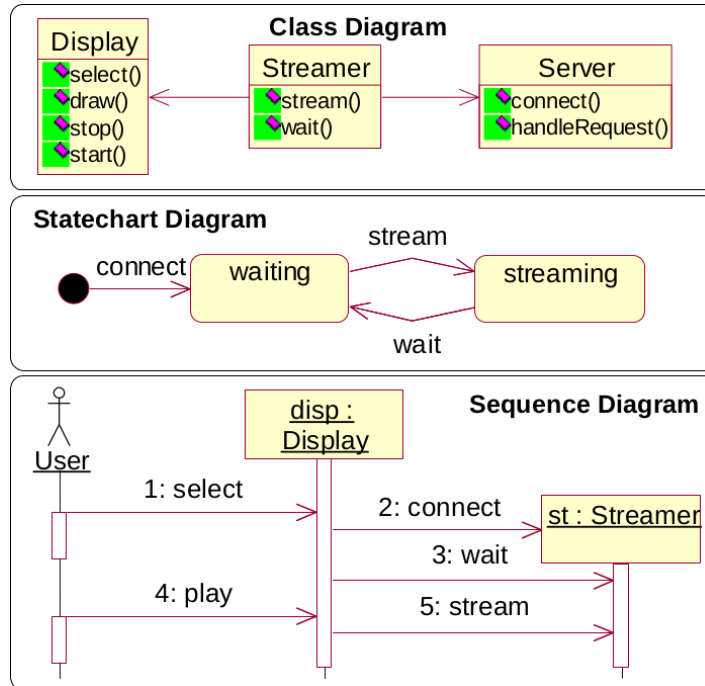 Class Diagram
Display
select()
draw()
stop()
start()
Streamer
stream()
wait()
Server
connect()
handleRequest()
Statechart Diagram
connect
waiting
stream
streaming
wait
Sequence Diagram
User
disp :
Display
1: select
2: connect
st : Streamer
3: wait
4: play
5: stream